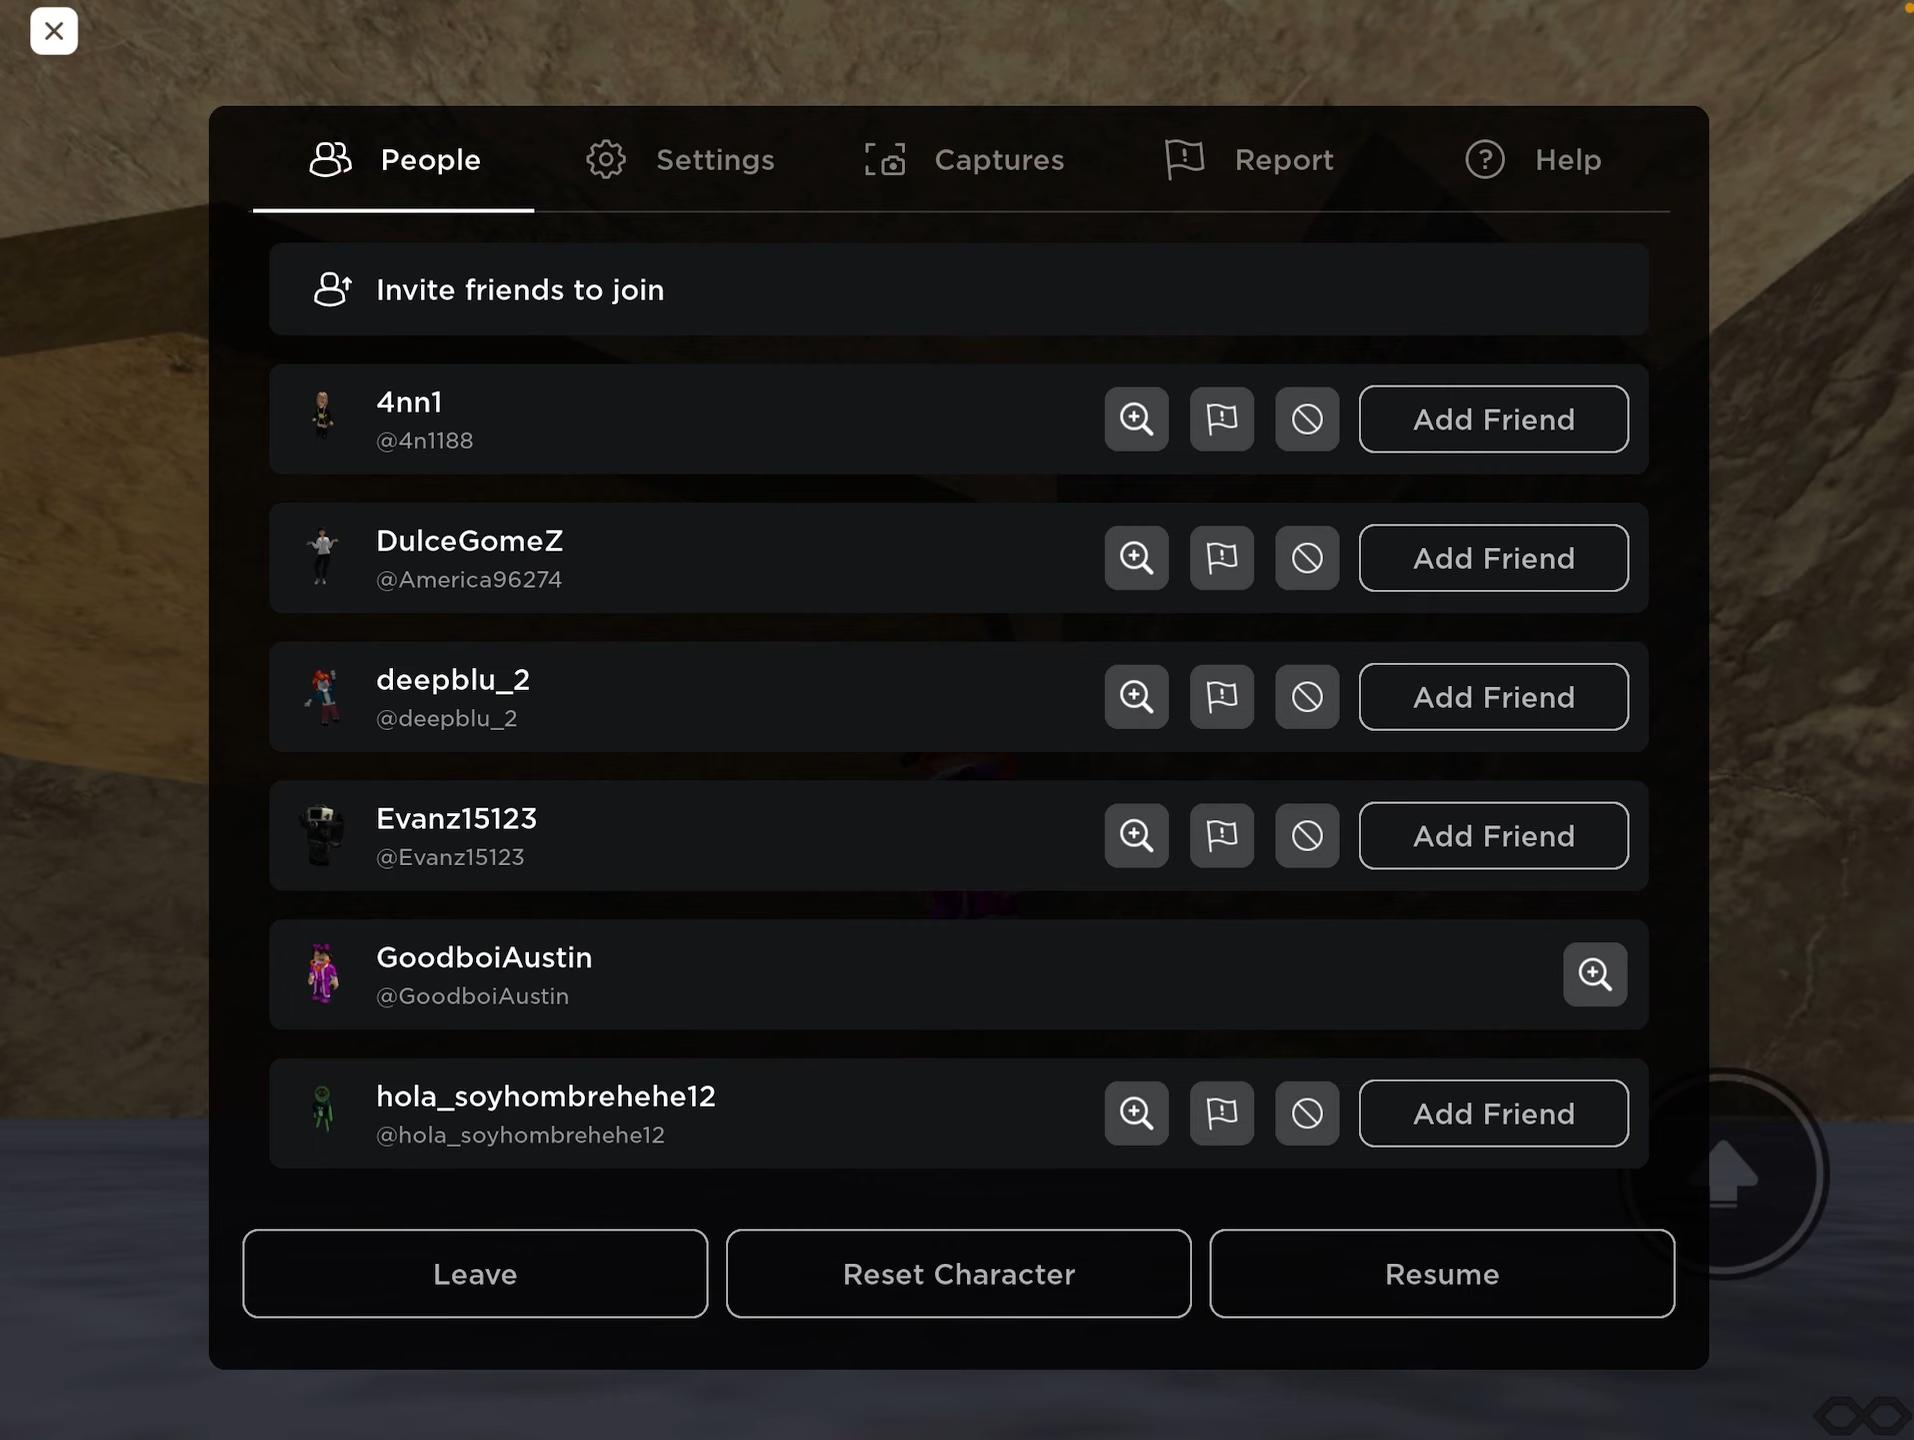 People
Settings
Captures
Report
Help
Invite friends to join
4nn1
@4n1188
Add Friend
DulceGomeZ
@America96274
Add Friend
deepblu_2
@deepblu_2
Add Friend
Evanz15123
@Evanz15123
Add Friend
GoodboiAustin
@GoodboiAustin
hola_soyhombrehehe12
@hola_soyhombrehehe12
Add Friend
Leave
Reset Character
Resume